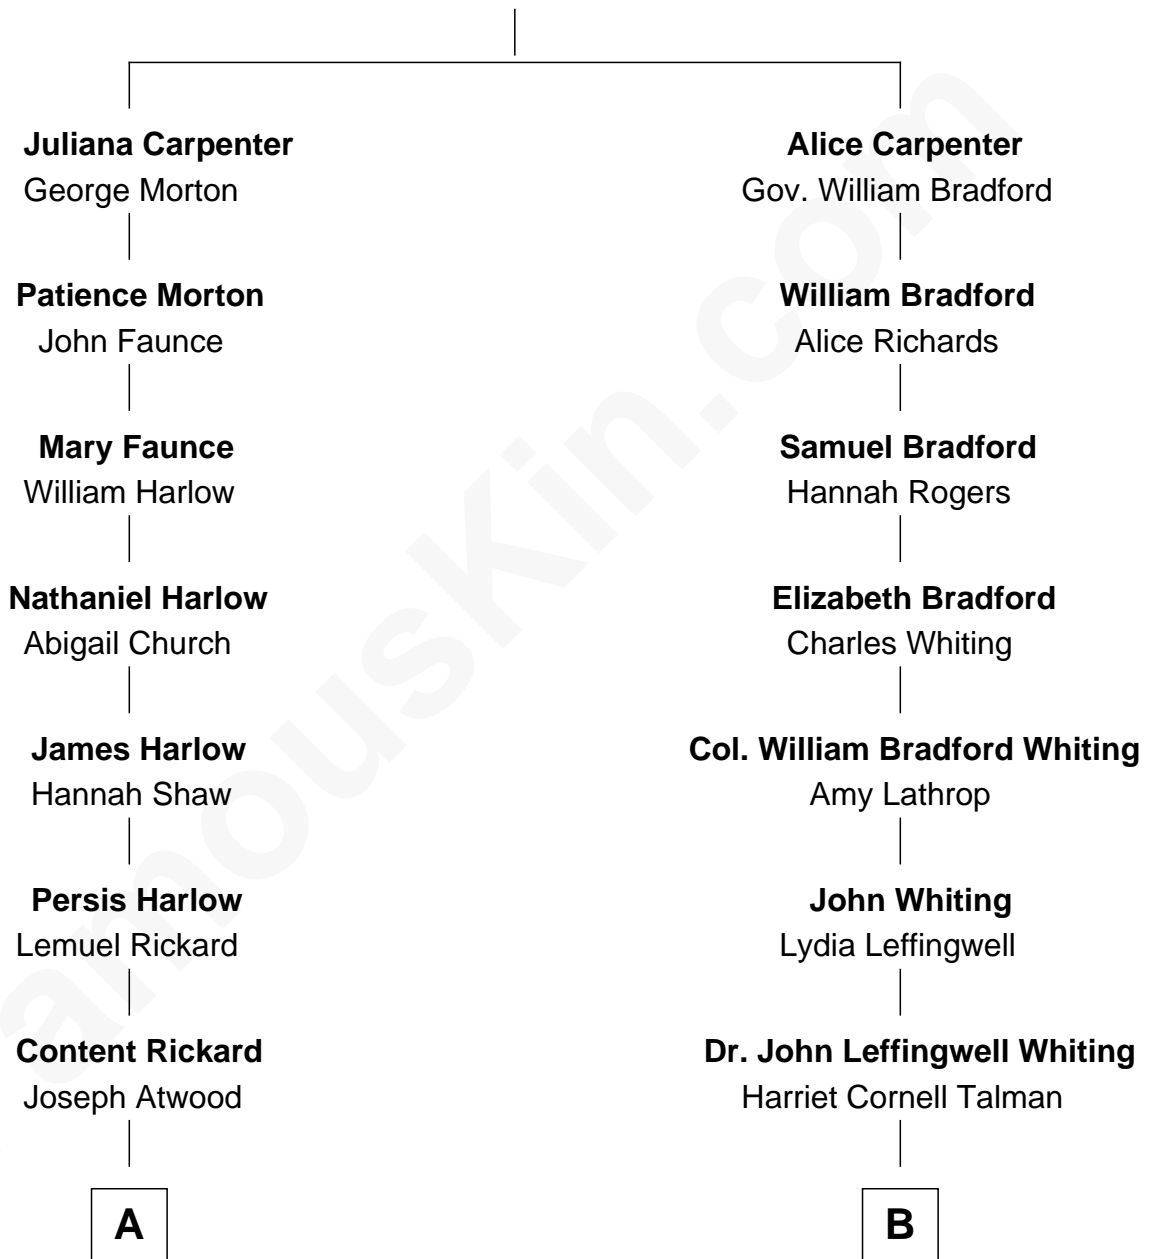 Juliana Carpenter
George Morton
Patience Morton
John Faunce
Mary Faunce
William Harlow
Nathaniel Harlow
Abigail Church
James Harlow
Hannah Shaw
Persis Harlow
Lemuel Rickard
Content Rickard
Joseph Atwood
A
Alice Carpenter
Gov. William Bradford
William Bradford
Alice Richards
Samuel Bradford
Hannah Rogers
Elizabeth Bradford
Charles Whiting
Col. William Bradford Whiting
Amy Lathrop
John Whiting
Lydia Leffingwell
Dr. John Leffingwell Whiting
Harriet Cornell Talman
B
amousKin.com